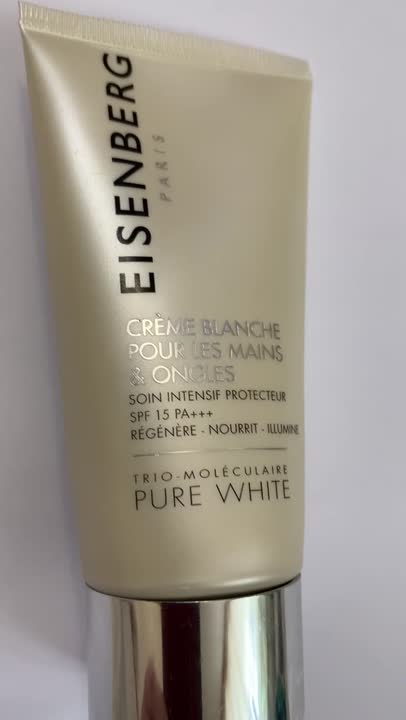 EISENBERG
PARIS
CRÈME BLANCHE
POUR LES MAINS
& ONGLES
SOIN INTENSIF PROTECTEUR
SPF 15 PA+++
RÉGÉNÈRE - NOURRIT - ILLUMINE
TRIO-MOLÉCULAIRE
PURE WHITE